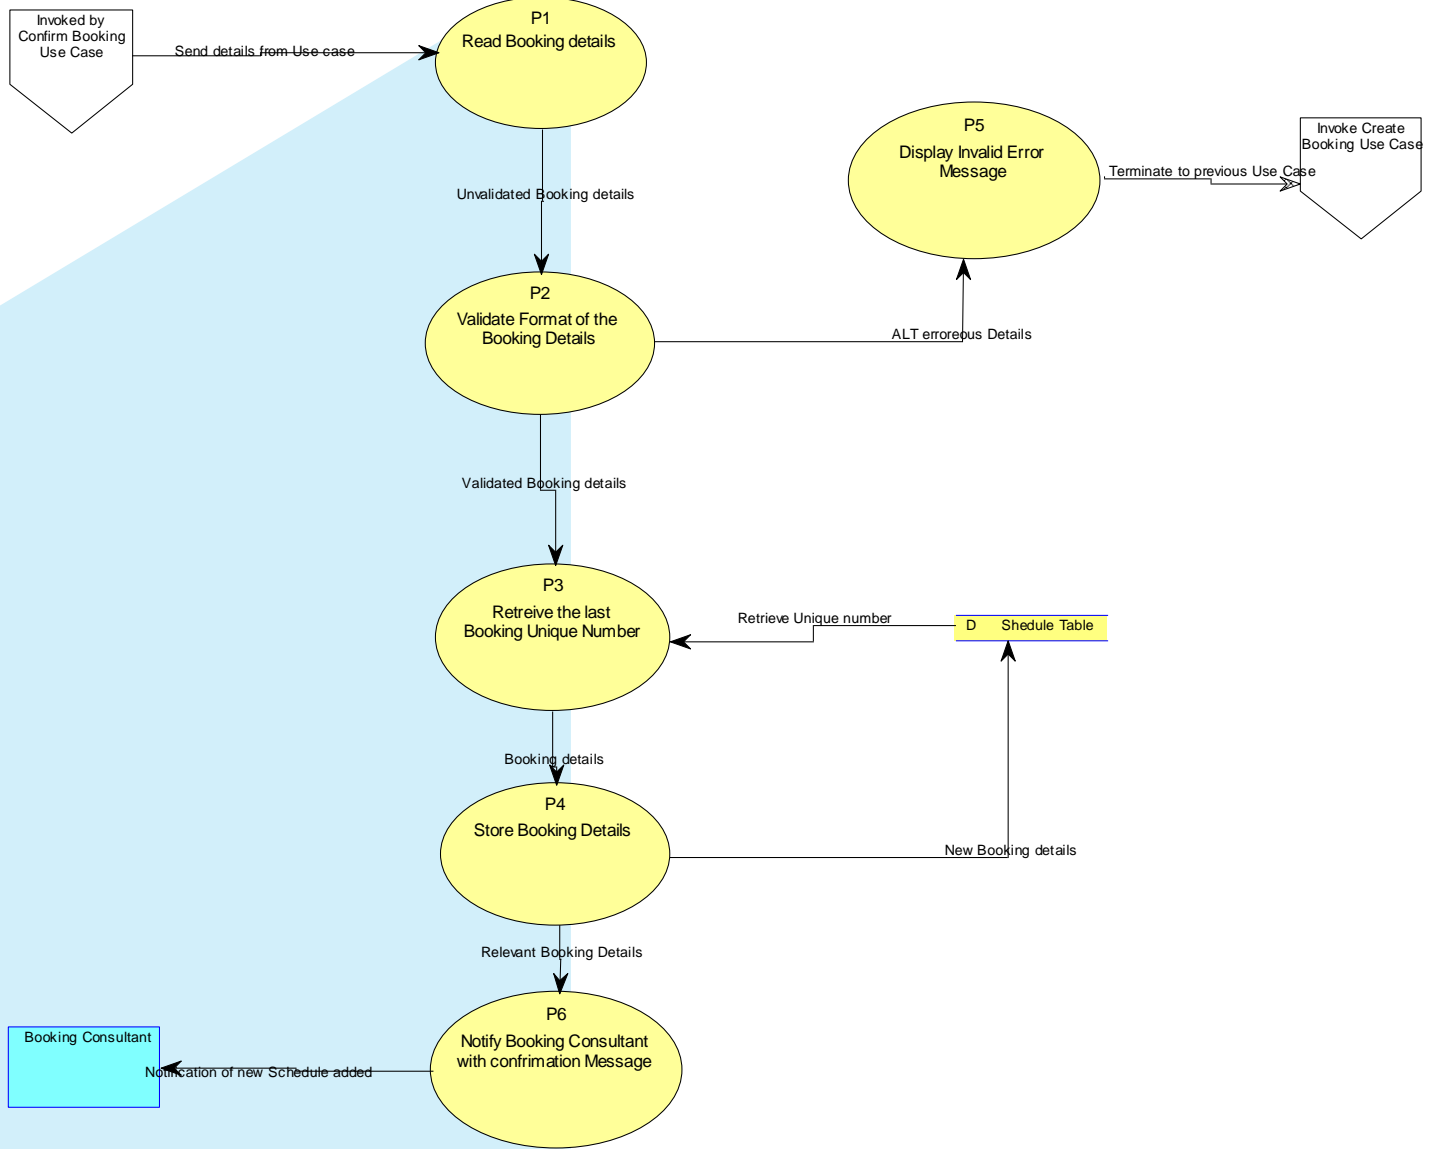 Invoked by
Confirm Booking
Use Case
Send details from Use case
P1
Read Booking details
Unvalidated Booking details
P5
Display Invalid Error
Message
Terminate to previous Use Case
Invoke Create
Booking Use Case
P2
Validate Format of the
Booking Details
ALT erroreous Details
Validated Booking details
P3
Retreive the last
Booking Unique Number
Retrieve Unique number
D Shedule Table
Booking details
P4
Store Booking Details
New Booking details
Relevant Booking Details
P6
Notify Booking Consultant
with confrimation Message
Booking Consultant
Notification of new Schedule added